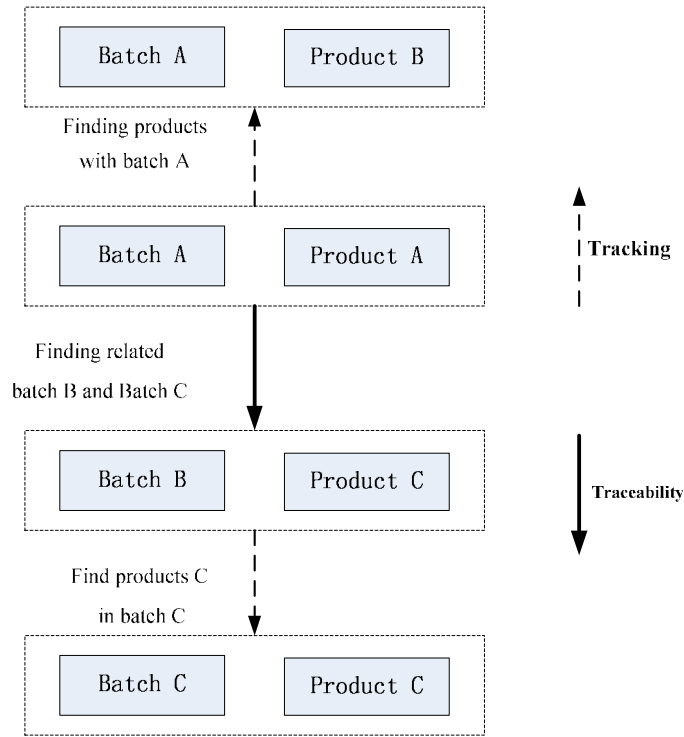 Batch A
Product B
Finding products
with batch A
Batch A
Product A
Tracking
Finding related
batch B and Batch C
Batch B
Product C
Traceability
Find products C
in batch C
Batch C
Product C